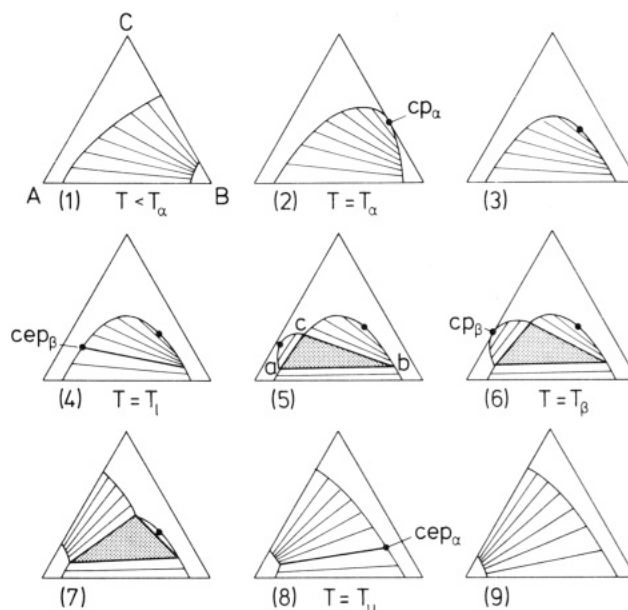 C
A
B
(1) T < Tα
cpα
(2) T = Tα
(3)
cepβ
(4) T = Tl
c
a
b
(5)
cpβ
(6) T = Tβ
(7)
cepα
(8) T = Tu
(9)